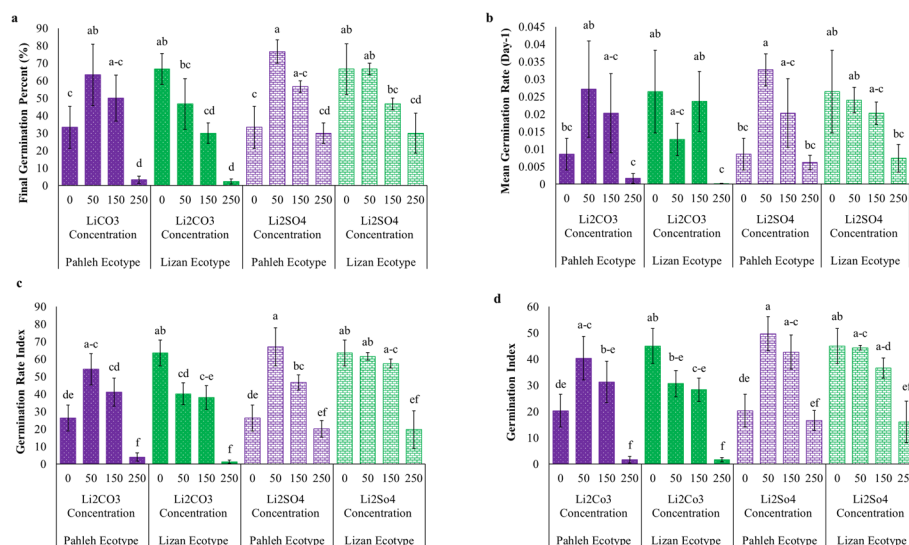 a
Final Germination Percent (%)
90
80
70
60
50
40
30
20
10
0
c ab a-c d ab bc cd d c a a-c cd ab ab bc cd
0 50 150 250 0 50 150 250 0 50 150 250 0 50 150 250
LiCO3 Li2CO3 Li2SO4 Li2SO4
Concentration Concentration Concentration Concentration
Pahleh Ecotype Lizan Ecotype Pahleh Ecotype Lizan Ecotype
b
Mean Germination Rate (Day-1)
0.045
0.04
0.035
0.03
0.025
0.02
0.015
0.01
0.005
0
bc ab a-c c ab a-c ab c bc a a-c bc ab ab a-c bc
0 50 150 250 0 50 150 250 0 50 150 250 0 50 150 250
Li2CO3 Li2CO3 Li2SO4 Li2SO4
Concentration Concentration Concentration Concentration
Pahleh Ecotype Lizan Ecotype Pahleh Ecotype Lizan Ecotype
c
Germination Rate Index
90
80
70
60
50
40
30
20
10
0
de a-c cd f ab cd c-e f de a bc ef ab ab a-c ef
0 50 150 250 0 50 150 250 0 50 150 250 0 50 150 250
Li2CO3 Li2CO3 Li2SO4 Li2So4
Concentration Concentration Concentration Concentration
Pahleh Ecotype Lizan Ecotype Pahleh Ecotype Lizan Ecotype
d
Germination Index
60
50
40
30
20
10
0
de a-c b-e f ab b-e c-e f de a a-c ef ab a-c a-d ef
0 50 150 250 0 50 150 250 0 50 150 250 0 50 150 250
Li2Co3 Li2Co3 Li2So4 Li2So4
Concentration Concentration Concentration Concentration
Pahleh Ecotype Lizan Ecotype Pahleh Ecotype Lizan Ecotype